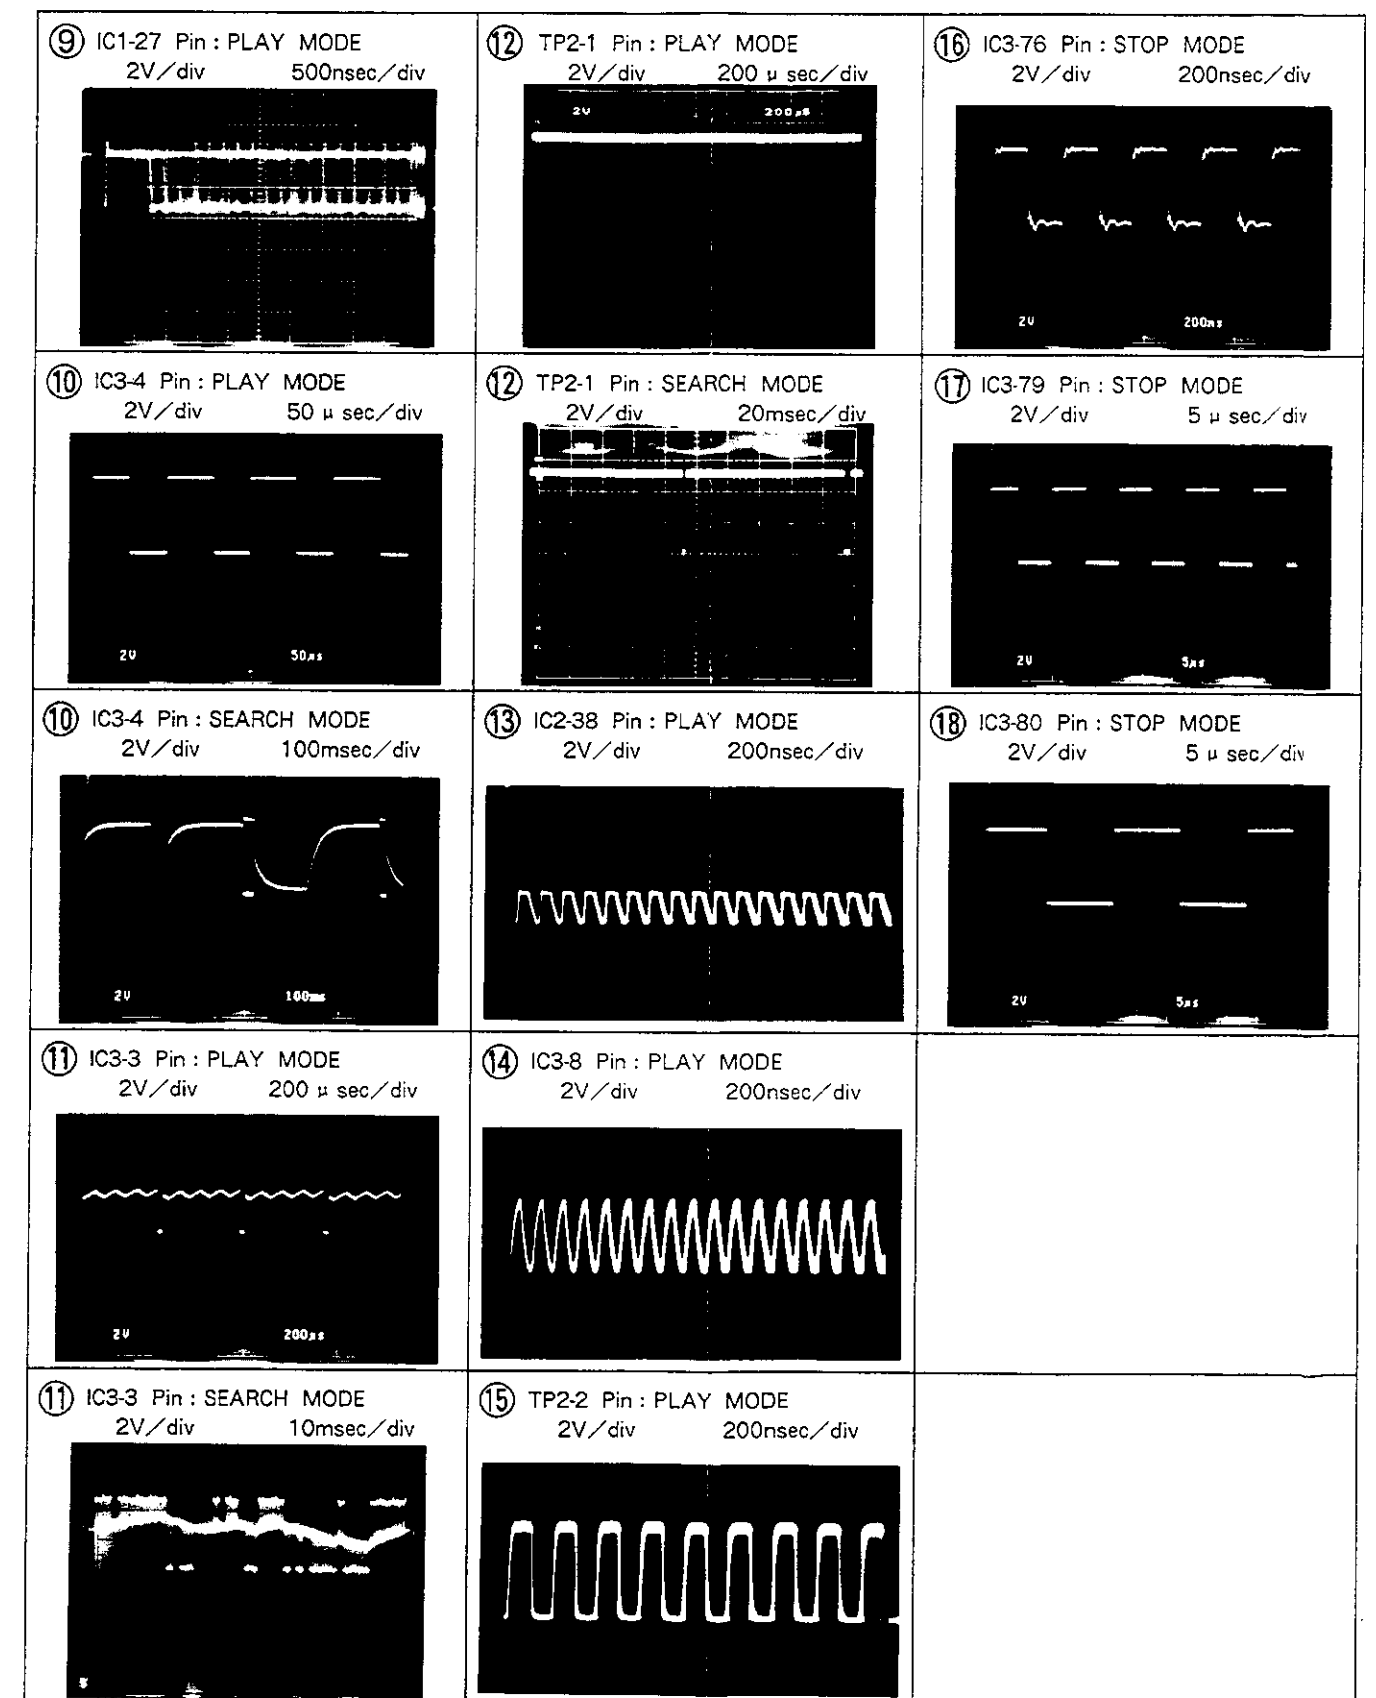 ⑨ IC1-27 Pin : PLAY MODE
2V／div 500nsec／div
⑩ IC3-4 Pin : PLAY MODE
2V／div 50 μ sec／div
2V 50μs
⑩ IC3-4 Pin : SEARCH MODE
2V／div 100msec／div
2V 100ms
⑪ IC3-3 Pin : PLAY MODE
2V／div 200 μ sec／div
2V 200μs
⑪ IC3-3 Pin : SEARCH MODE
2V／div 10msec／div
⑫ TP2-1 Pin : PLAY MODE
2V／div 200 μ sec／div
2V 200μS
⑫ TP2-1 Pin : SEARCH MODE
2V／div 20msec／div
⑬ IC2-38 Pin : PLAY MODE
2V／div 200nsec／div
⑭ IC3-8 Pin : PLAY MODE
2V／div 200nsec／div
⑮ TP2-2 Pin : PLAY MODE
2V／div 200nsec／div
⑯ IC3-76 Pin : STOP MODE
2V／div 200nsec／div
2V 200ns
⑰ IC3-79 Pin : STOP MODE
2V／div 5 μ sec／div
2V 5μs
⑱ IC3-80 Pin : STOP MODE
2V／div 5 μ sec／div
2V 5μs